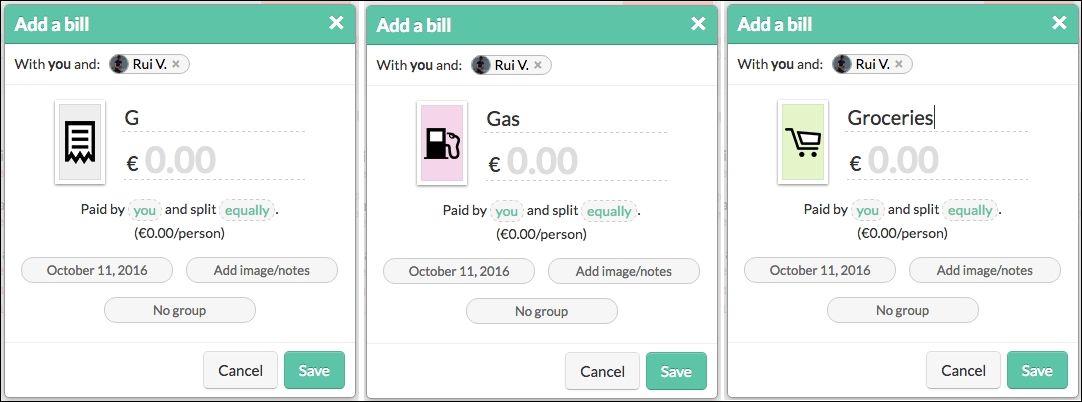 Add a bill ×
With you and: Rui V. ×
G
€ 0.00
Paid by you and split equally.
(€0.00/person)
October 11, 2016 Add image/notes
No group
Cancel Save
Add a bill ×
With you and: Rui V. ×
Gas
€ 0.00
Paid by you and split equally.
(€0.00/person)
October 11, 2016 Add image/notes
No group
Cancel Save
Add a bill ×
With you and: Rui V. ×
Groceries
€ 0.00
Paid by you and split equally.
(€0.00/person)
October 11, 2016 Add image/notes
No group
Cancel Save